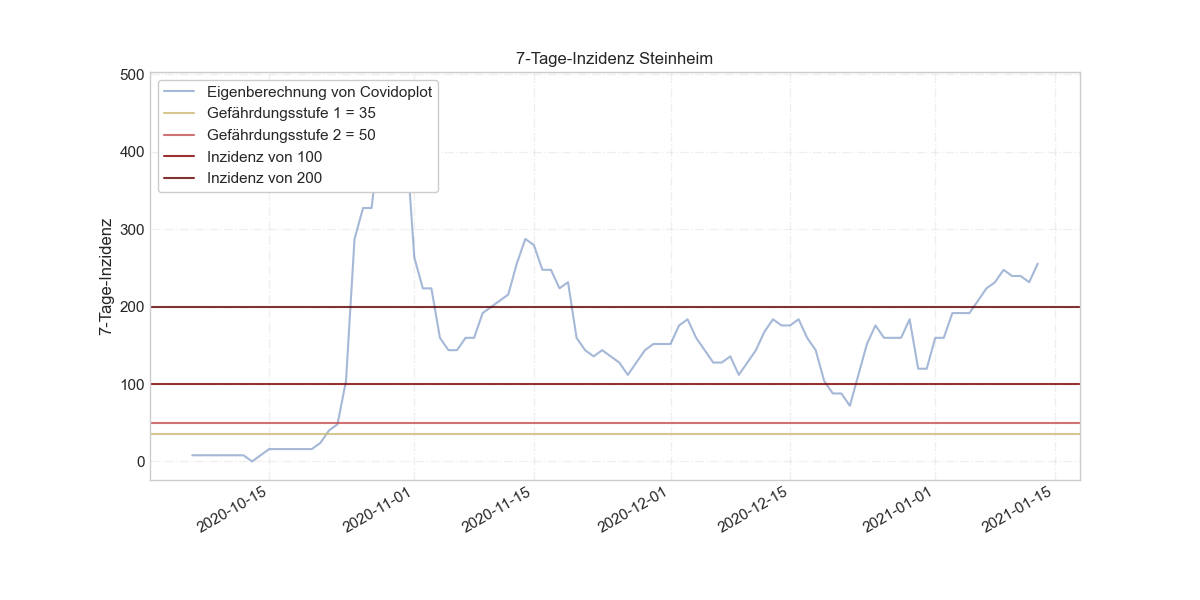 7-Tage-Inzidenz Steinheim
500
400
300
200
100
0
7-Tage-Inzidenz
Eigenberechnung von Covidoplot
Gefährdungsstufe 1 = 35
Gefährdungsstufe 2 = 50
Inzidenz von 100
Inzidenz von 200
2020-10-15
2020-11-01
2020-11-15
2020-12-01
2020-12-15
2021-01-01
2021-01-15